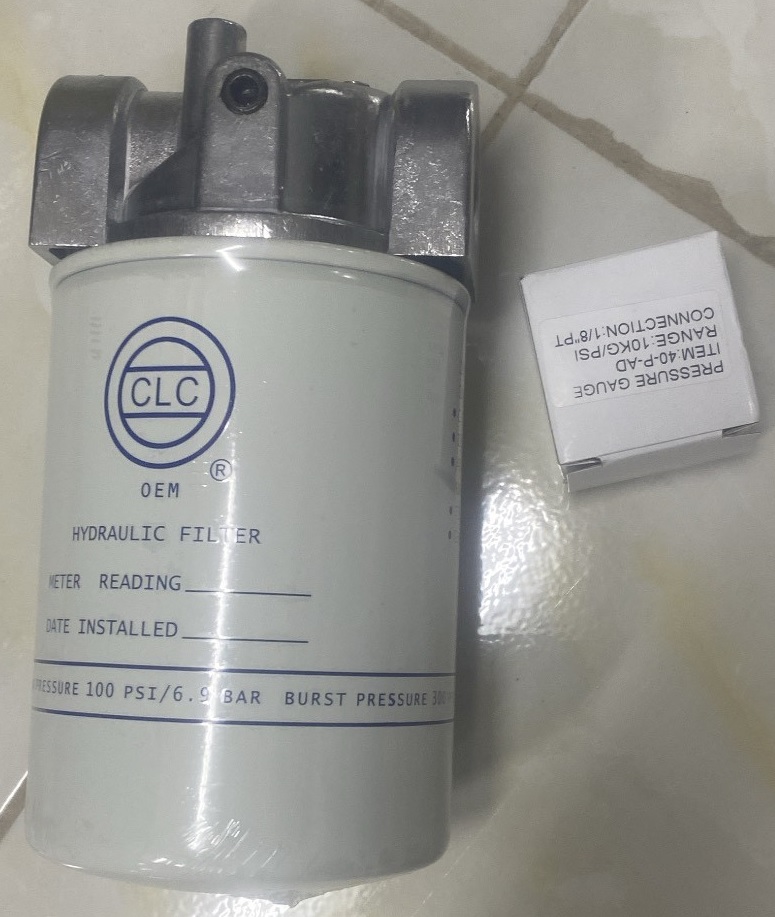 CLC
®
OEM
HYDRAULIC FILTER
METER READING
DATE INSTALLED
PRESSURE 100 PSI/6.9 BAR BURST PRESSURE
PRESSURE GAUGE
ITEM:40-P-AD
RANGE:10KG/PSI
CONNECTION:1/8"PT